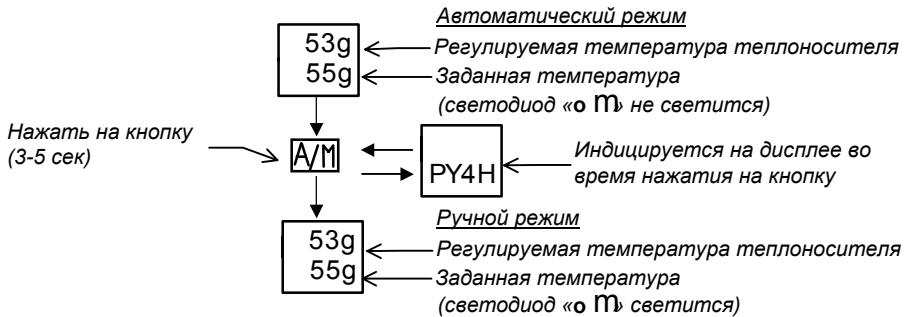 Автоматический режим
53g
Регулируемая температура теплоносителя
55g
Заданная температура
(светодиод «o m» не светится)
Нажать на кнопку
(3-5 сек)
A/M
PY4H
Индицируется на дисплее во
время нажатия на кнопку
Ручной режим
53g
Регулируемая температура теплоносителя
55g
Заданная температура
(светодиод «o m» светится)